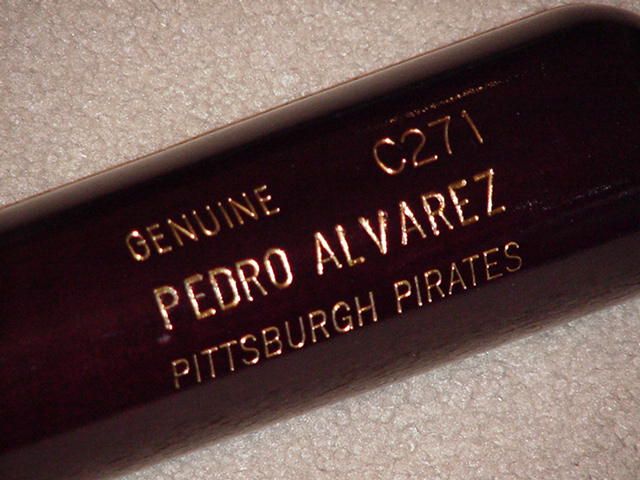 GENUINE C271
PEDRO ALVAREZ
PITTSBURGH PIRATES